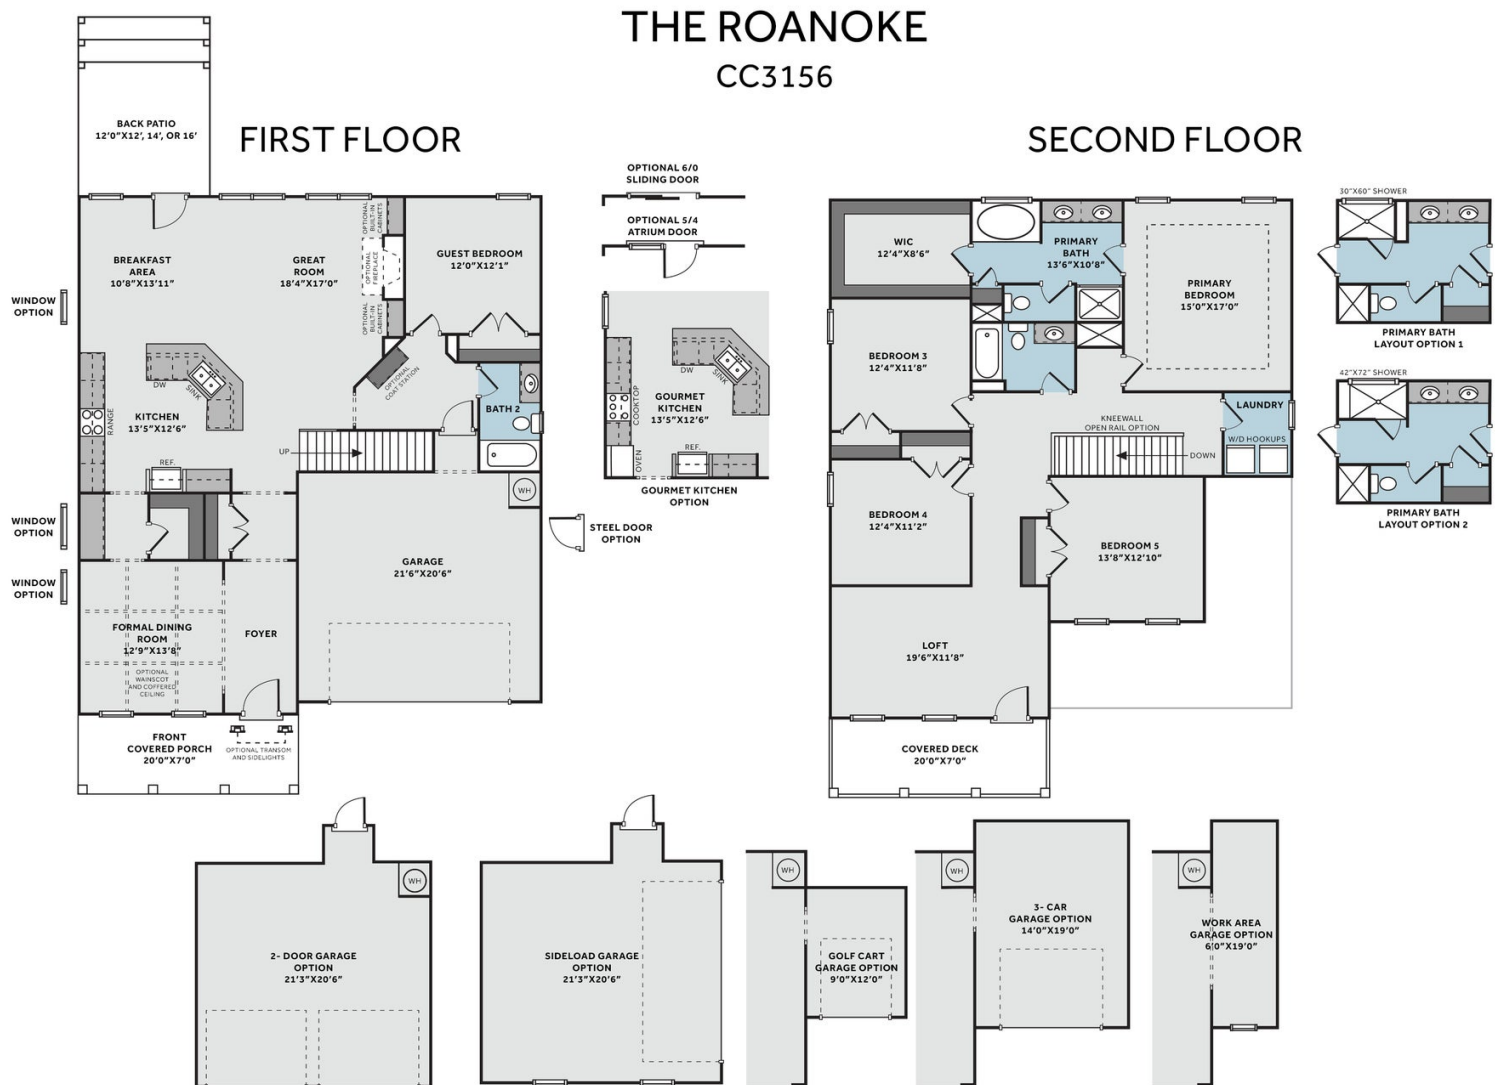 THE ROANOKE
CC3156
FIRST FLOOR
BACK PATIO
12'0"X12', 14', OR 16'
BREAKFAST
AREA
10'8"X13'11"
GREAT
ROOM
18'4"X17'0"
OPTIONAL
BUILT-IN
CABINETS
OPTIONAL
FIREPLACE
OPTIONAL
BUILT-IN
CABINETS
GUEST BEDROOM
12'0"X12'1"
WINDOW
OPTION
OPTIONAL
COAT STATION
DW
SINK
KITCHEN
13'5"X12'6"
RANGE
REF.
UP
BATH 2
WH
WINDOW
OPTION
WINDOW
OPTION
GARAGE
21'6"X20'6"
STEEL DOOR
OPTION
FORMAL DINING
ROOM
12'9"X13'8"
OPTIONAL
WAINSCOT
AND COFFERED
CEILING
FOYER
FRONT
COVERED PORCH
20'0"X7'0"
OPTIONAL TRANSOM
AND SIDELIGHTS
OPTIONAL 6/0
SLIDING DOOR
OPTIONAL 5/4
ATRIUM DOOR
DW
SINK
COOKTOP
GOURMET
KITCHEN
13'5"X12'6"
OVEN
REF.
GOURMET KITCHEN
OPTION
SECOND FLOOR
WIC
12'4"X8'6"
PRIMARY
BATH
13'6"X10'8"
PRIMARY
BEDROOM
15'0"X17'0"
BEDROOM 3
12'4"X11'8"
KNEEWALL
OPEN RAIL OPTION
DOWN
LAUNDRY
W/D HOOKUPS
BEDROOM 4
12'4"X11'2"
BEDROOM 5
13'8"X12'10"
LOFT
19'6"X11'8"
COVERED DECK
20'0"X7'0"
30"X60" SHOWER
PRIMARY BATH
LAYOUT OPTION 1
42"X72" SHOWER
PRIMARY BATH
LAYOUT OPTION 2
WH
2- DOOR GARAGE
OPTION
21'3"X20'6"
SIDELOAD GARAGE
OPTION
21'3"X20'6"
WH
GOLF CART
GARAGE OPTION
9'0"X12'0"
WH
3- CAR
GARAGE OPTION
14'0"X19'0"
WH
WORK AREA
GARAGE OPTION
6'0"X19'0"